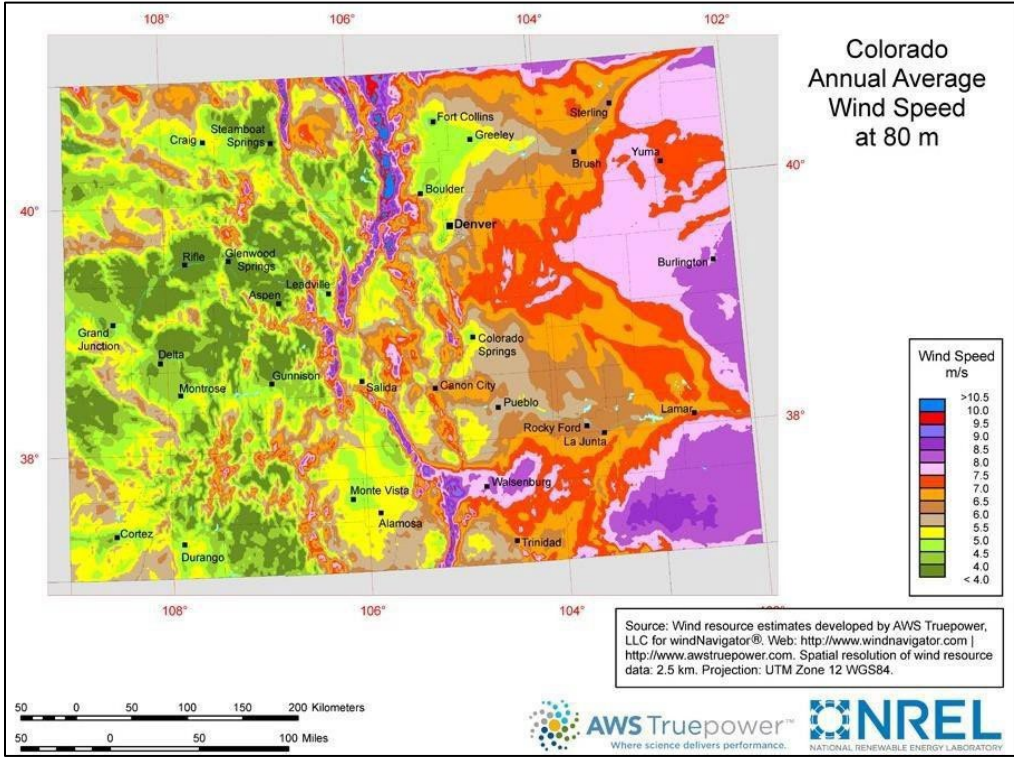 108°
106°
104°
102°
Colorado
Annual Average
Wind Speed
at 80 m
Sterling
Fort Collins
Steamboat
Springs
Craig
Greeley
Brush
Yuma
40°
Boulder
40°
Denver
Rifle
Glenwood
Springs
Burlington
Leadville
Aspen
Grand
Junction
Colorado
Springs
Delta
Montrose
Gunnison
Salida
Canon City
Pueblo
Lamar
38°
Rocky Ford
La Junta
38°
Walsenburg
Monte Vista
Alamosa
Cortez
Durango
Trinidad
108°
106°
104°
Wind Speed
m/s
>10.5
10.0
9.5
9.0
8.5
8.0
7.5
7.0
6.5
6.0
5.5
5.0
4.5
4.0
< 4.0
Source: Wind resource estimates developed by AWS Truepower,
LLC for windNavigator®. Web: http://www.windnavigator.com |
http://www.awstruepower.com. Spatial resolution of wind resource
data: 2.5 km. Projection: UTM Zone 12 WGS84.
50 0 50 100 150 200 Kilometers
50 0 50 100 Miles
AWS Truepower™
Where science delivers performance.
NREL
NATIONAL RENEWABLE ENERGY LABORATORY